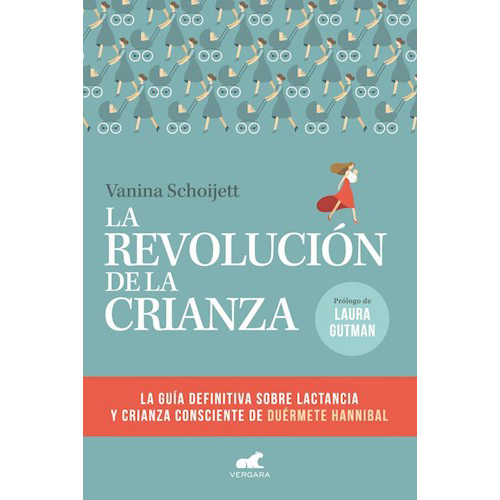 Vanina Schoijett
LA
REVOLUCIÓN
DE LA
CRIANZA
Prólogo de
LAURA
GUTMAN
LA GUÍA DEFINITIVA SOBRE LACTANCIA
Y CRIANZA CONSCIENTE DE DUÉRMETE HANNIBAL
VERGARA